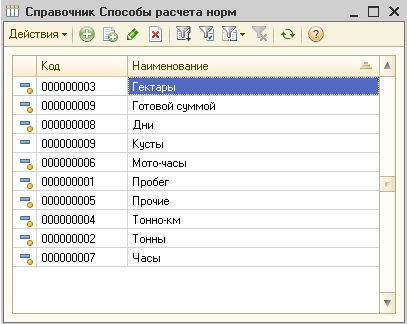 Справочник Способы расчета норм
Действия
Код Наименование
000000003 Гектары
000000009 Готовой суммой
000000008 Дни
000000009 Кусты
000000006 Мото-часы
000000001 Пробег
000000005 Прочие
000000004 Тонно-км
000000002 Тонны
000000007 Часы